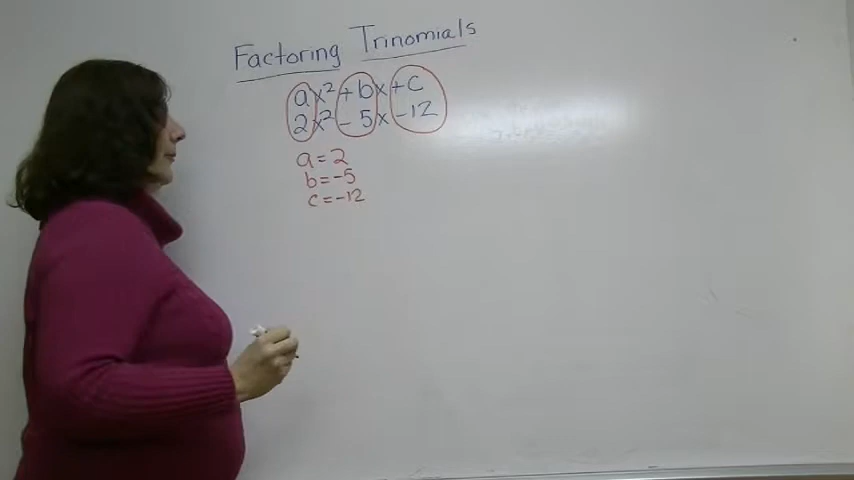 Factoring Trinomials
ax² + bx + c
2x² - 5x - 12
a = 2
b = -5
c = -12